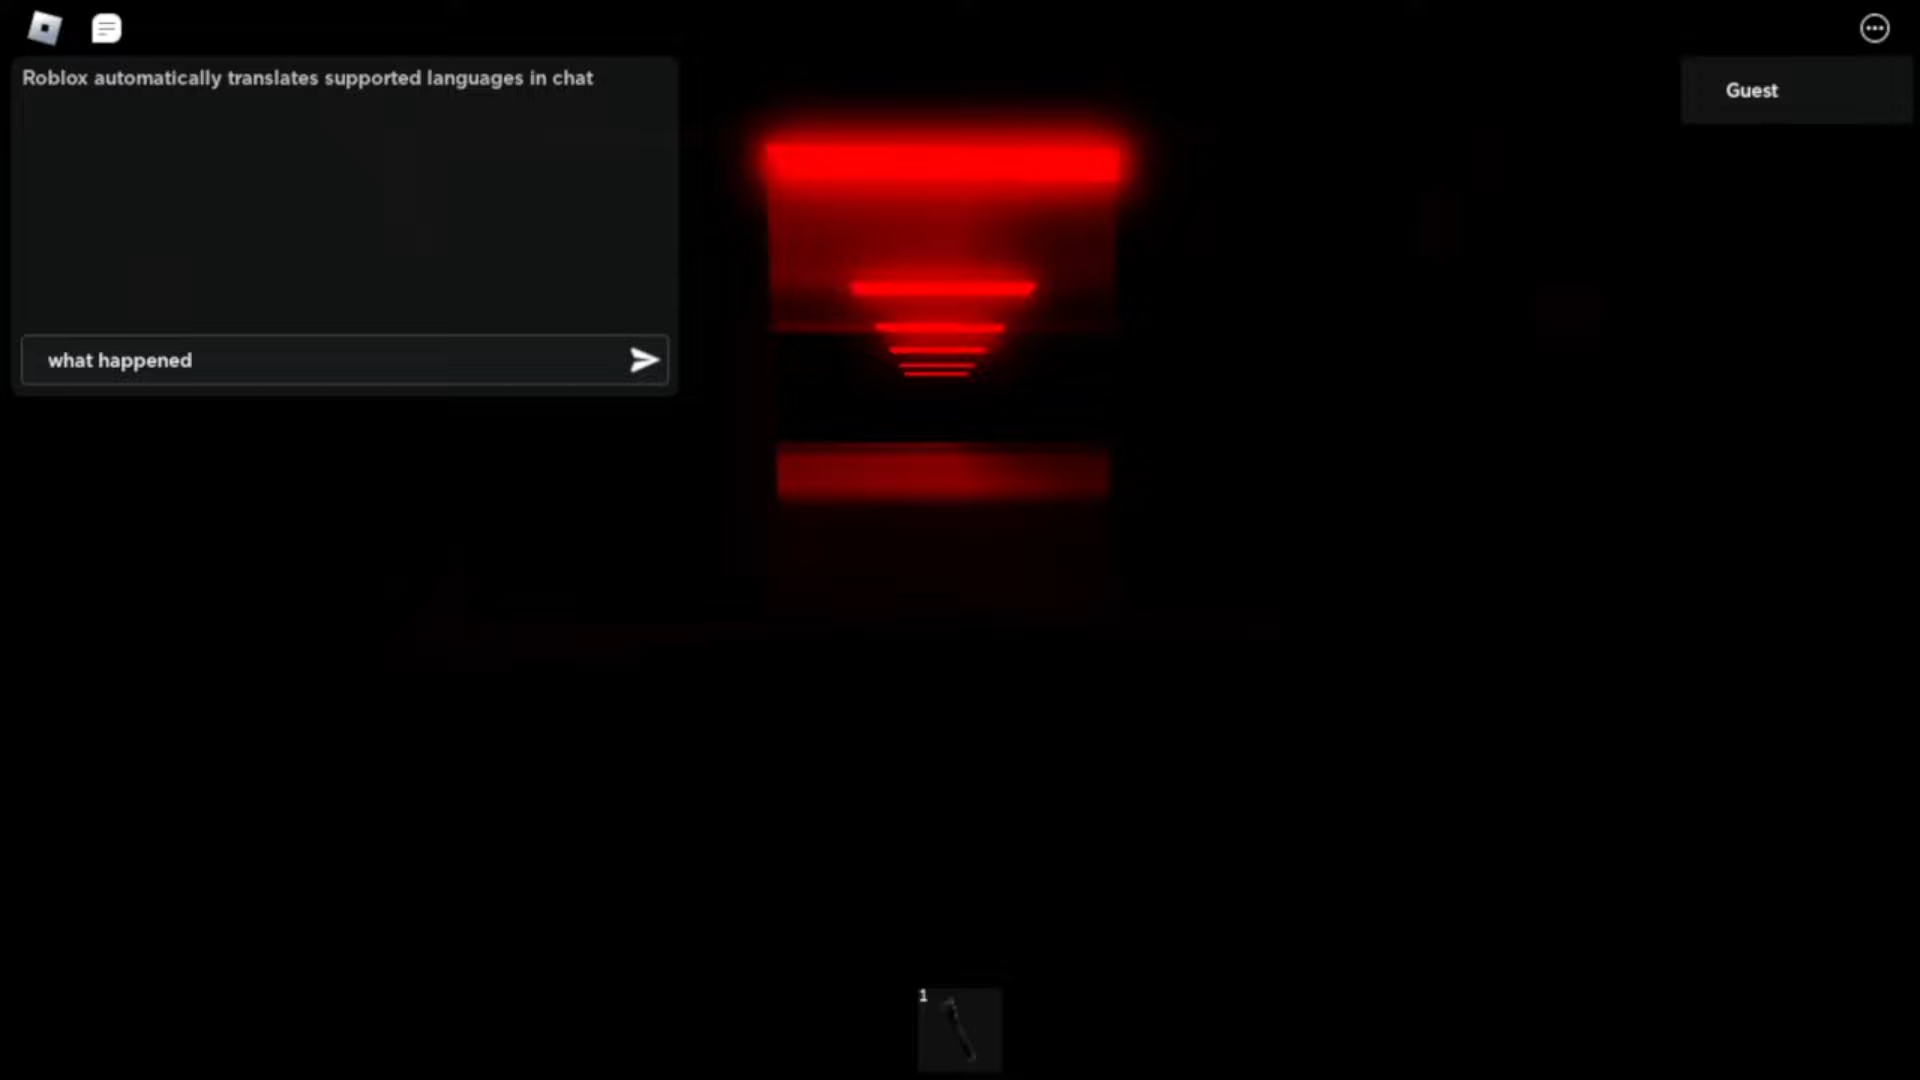 Roblox automatically translates supported languages in chat
Guest
what happened
1